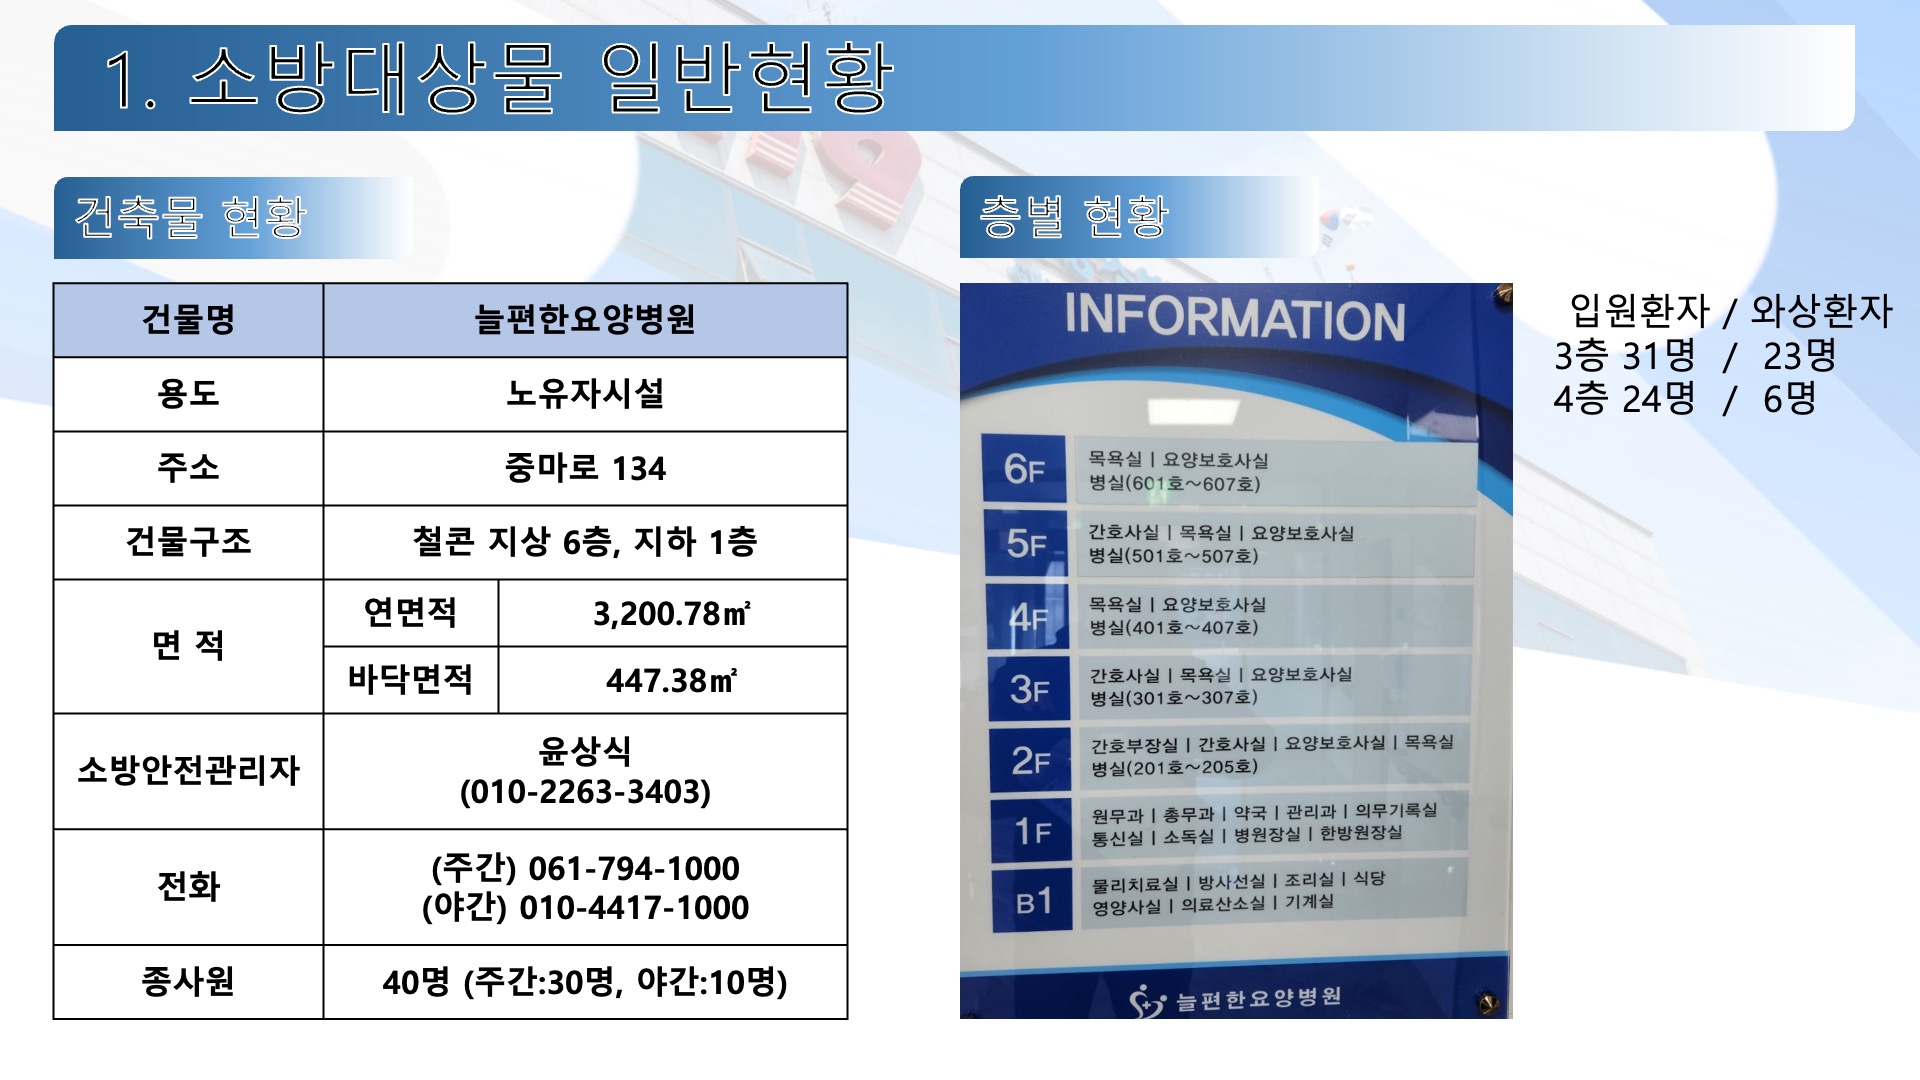 1. 소방대상물 일반현황
건축물 현황
건물명 늘편한요양병원
용도 노유자시설
주소 중마로 134
건물구조 철콘 지상 6층, 지하 1층
면 적 연면적 3,200.78㎡
바닥면적 447.38㎡
소방안전관리자 윤상식
(010-2263-3403)
전화 (주간) 061-794-1000
(야간) 010-4417-1000
종사원 40명 (주간:30명, 야간:10명)
층별 현황
INFORMATION
6F 목욕실 | 요양보호사실
병실(601호~607호)
5F 간호사실 | 목욕실 | 요양보호사실
병실(501호~507호)
4F 목욕실 | 요양보호사실
병실(401호~407호)
3F 간호사실 | 목욕실 | 요양보호사실
병실(301호~307호)
2F 간호부장실 | 간호사실 | 요양보호사실 | 목욕실
병실(201호~205호)
1F 원무과 | 총무과 | 약국 | 관리과 | 의무기록실
통신실 | 소독실 | 병원장실 | 한방원장실
B1 물리치료실 | 방사선실 | 조리실 | 식당
영양사실 | 의료산소실 | 기계실
늘편한요양병원
입원환자 / 와상환자
3층 31명 / 23명
4층 24명 / 6명